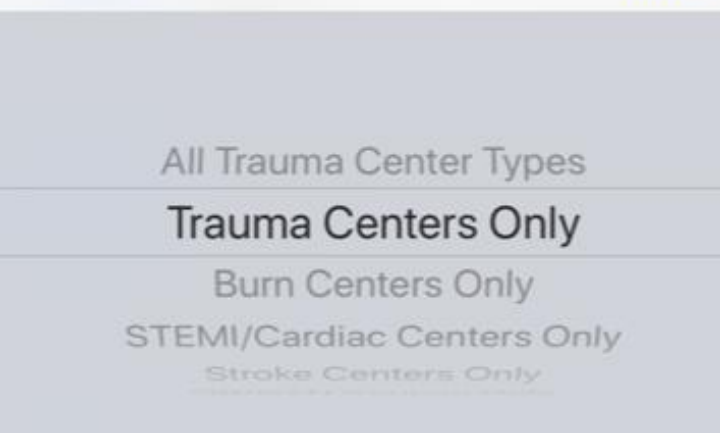 All Trauma Center Types
Trauma Centers Only
Burn Centers Only
STEMI/Cardiac Centers Only
Stroke Centers Only